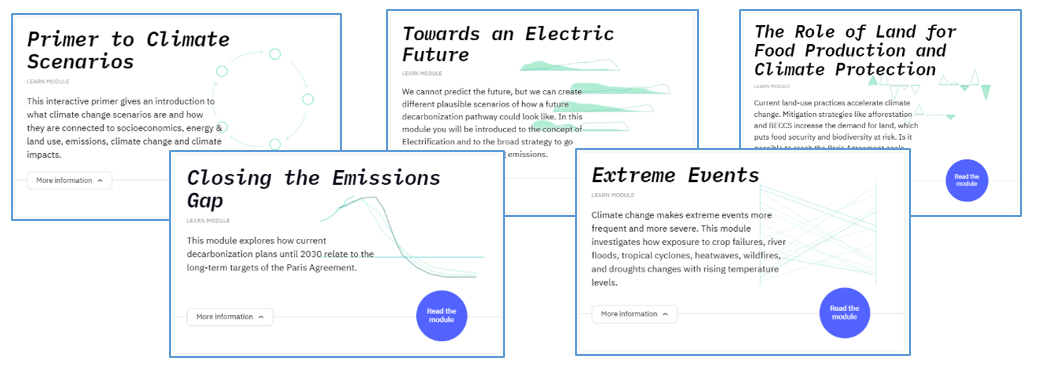 Primer to Climate
Scenarios
LEARN MODULE
This interactive primer gives an introduction to
what climate change scenarios are and how
they are connected to socioeconomics, energy &
land use, emissions, climate change and climate
impacts.
More information
Towards an Electric
Future
LEARN MODULE
We cannot predict the future, but we can create
different plausible scenarios of how a future
decarbonization pathway could look like. In this
module you will be introduced to the concept of
Electrification and to the broad strategy to go
emissions.
The Role of Land for
Food Production and
Climate Protection
LEARN MODULE
Current land-use practices accelerate climate
change. Mitigation strategies like afforestation
and BECCS increase the demand for land, which
puts food security and biodiversity at risk. Is it
possible to reach the Paris Agreement goals
Read the
module
Closing the Emissions
Gap
LEARN MODULE
This module explores how current
decarbonization plans until 2030 relate to the
long-term targets of the Paris Agreement.
More information
Read the
module
Extreme Events
LEARN MODULE
Climate change makes extreme events more
frequent and more severe. This module
investigates how exposure to crop failures, river
floods, tropical cyclones, heatwaves, wildfires,
and droughts changes with rising temperature
levels.
More information
Read the
module